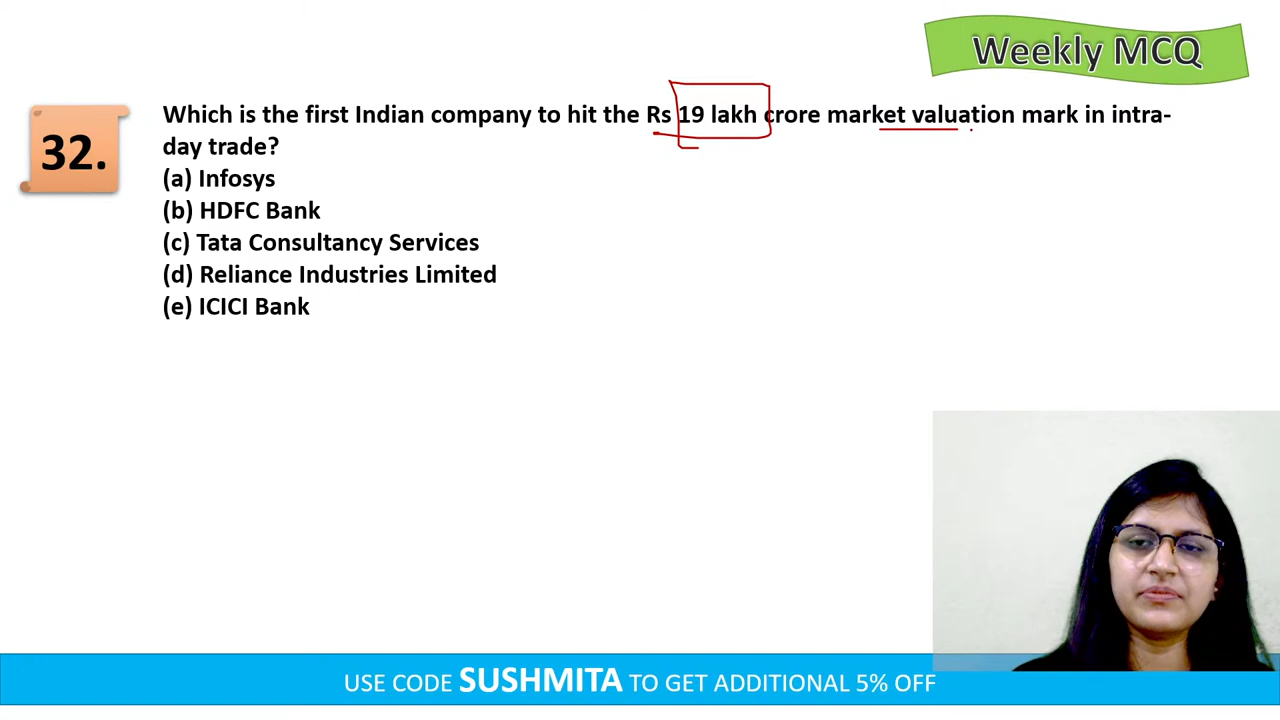 Weekly MCQ
32.
Which is the first Indian company to hit the Rs 19 lakh crore market valuation mark in intra-
day trade?
(a) Infosys
(b) HDFC Bank
(c) Tata Consultancy Services
(d) Reliance Industries Limited
(e) ICICI Bank
USE CODE SUSHMITA TO GET ADDITIONAL 5% OFF